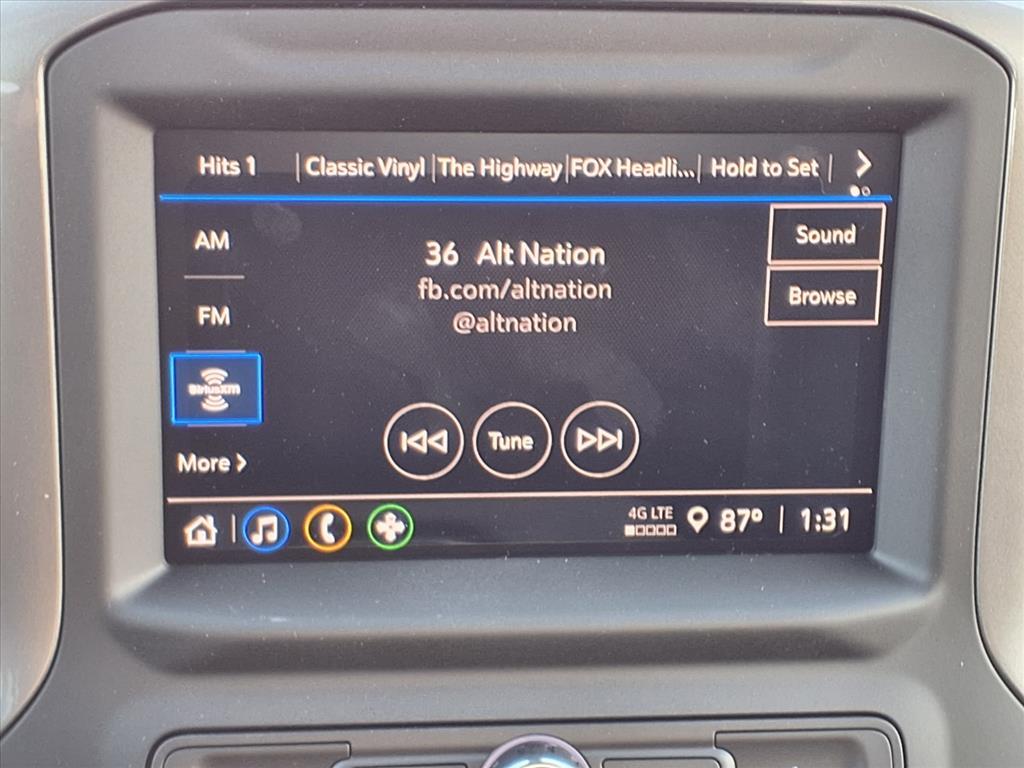 Hits 1 Classic Vinyl The Highway FOX Headli... Hold to Set
AM
36 Alt Nation
Sound
fb.com/altnation
Browse
FM
@altnation
SiriusXM
Tune
More
4G LTE
87° 1:31